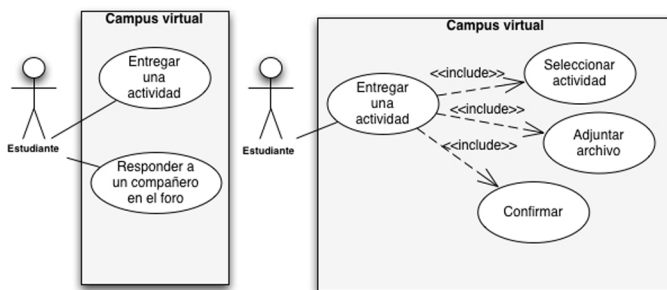 Campus virtual
Entregar
una
actividad
Estudiante
Responder a
un compañero
en el foro
Campus virtual
Estudiante
Entregar
una
actividad
<<include>>
Seleccionar
actividad
<<include>>
Adjuntar
archivo
<<include>>
Confirmar